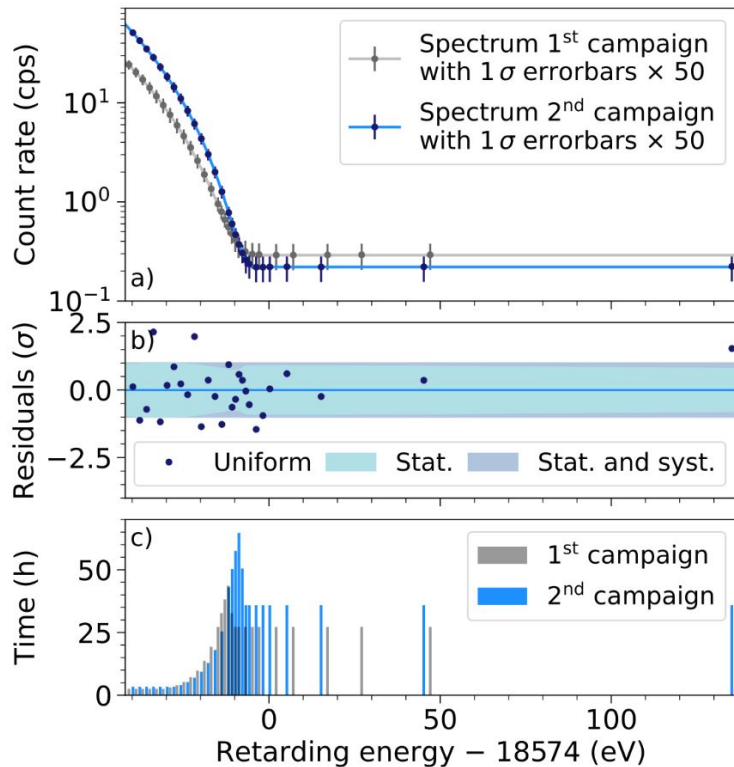 Count rate (cps)
10¹
10⁰
10⁻¹
Spectrum 1ˢᵗ campaign
with 1 σ errorbars × 50
Spectrum 2ⁿᵈ campaign
with 1 σ errorbars × 50
a)
Residuals (σ)
2.5
0.0
−2.5
b)
Uniform Stat. Stat. and syst.
Time (h)
50
25
0
c)
1ˢᵗ campaign
2ⁿᵈ campaign
0 50 100
Retarding energy − 18574 (eV)